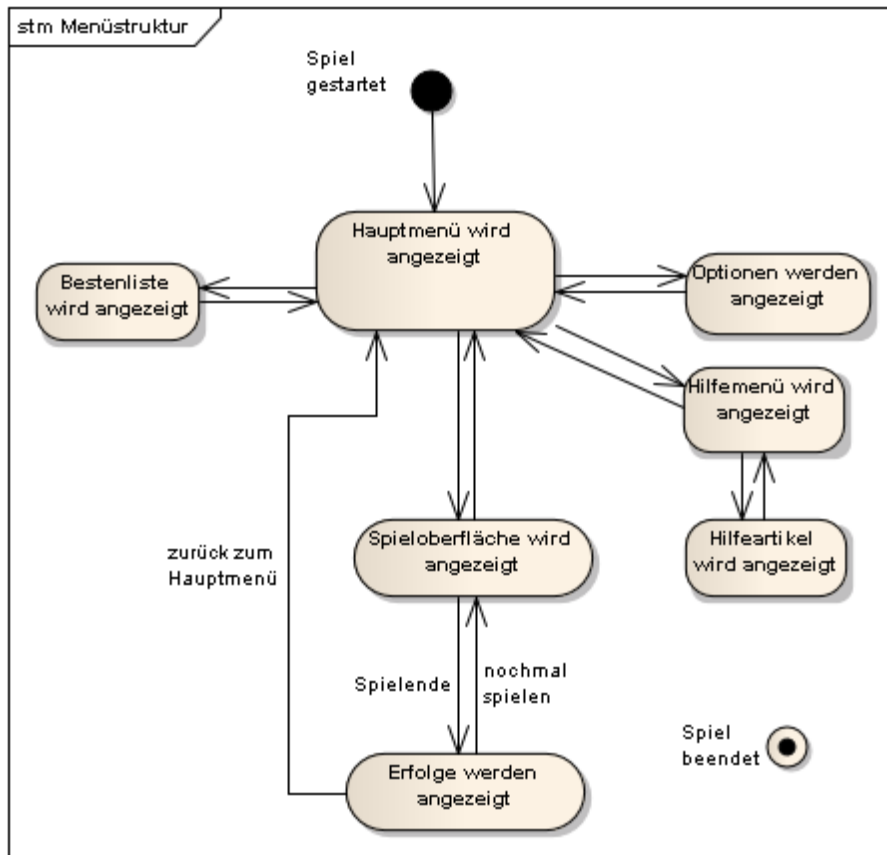 stm Menüstruktur
Spiel
gestartet
Hauptmenü wird
angezeigt
Bestenliste
wird angezeigt
Optionen werden
angezeigt
Hilfemenü wird
angezeigt
Spieloberfläche wird
angezeigt
Hilfeartikel
wird angezeigt
zurück zum
Hauptmenü
Spielende
nochmal
spielen
Spiel
beendet
Erfolge werden
angezeigt